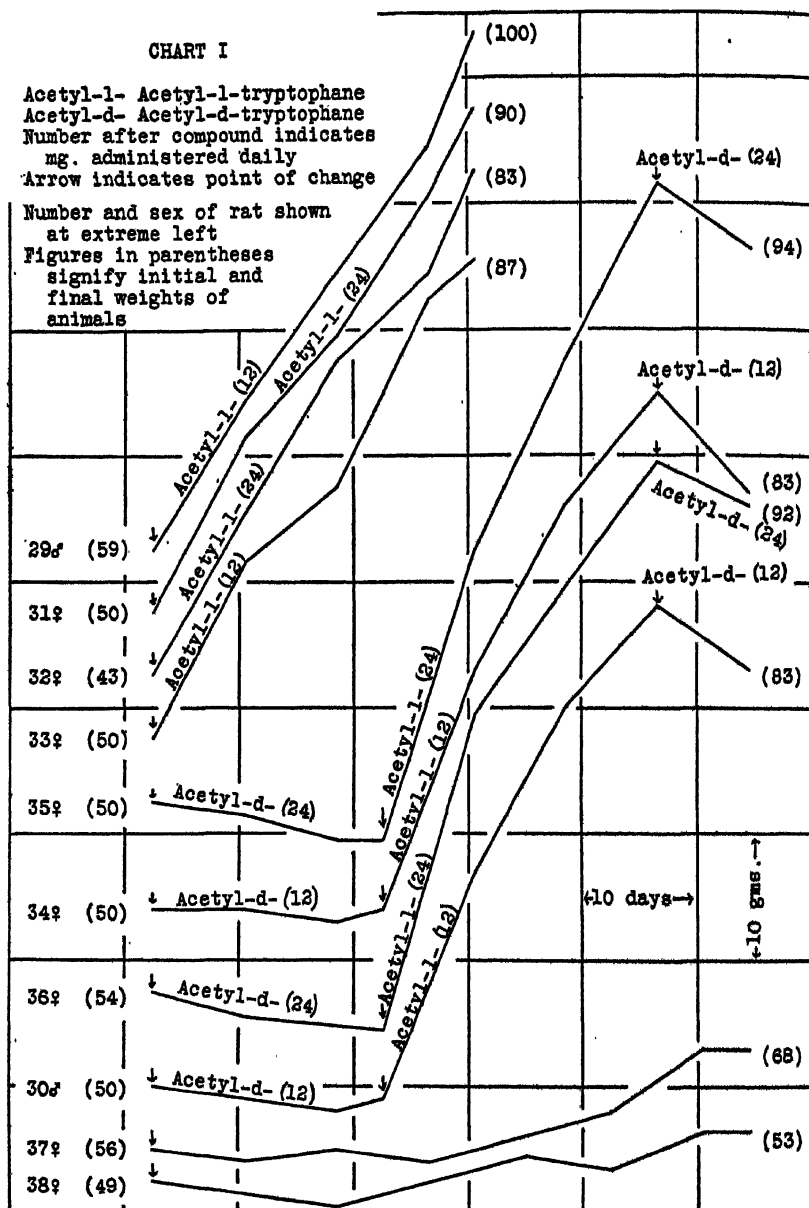 CHART I
Acetyl-l- Acetyl-l-tryptophane
Acetyl-d- Acetyl-d-tryptophane
Number after compound indicates
mg. administered daily
Arrow indicates point of change
Number and sex of rat shown
at extreme left
Figures in parentheses
signify initial and
final weights of
animals
(100)
(90)
(83)
(87)
Acetyl-d-(24)
(94)
Acetyl-l-(12)
Acetyl-l-(24)
Acetyl-l-(24)
Acetyl-l-(12)
Acetyl-d-(12)
(83)
(92)
Acetyl-d-(24)
Acetyl-d-(12)
(83)
29♂ (59)
31♀ (50)
32♀ (43)
33♀ (50)
35♀ (50) Acetyl-d-(24)
Acetyl-l-(24)
34♀ (50) Acetyl-d-(12)
Acetyl-l-(12)
36♀ (54) Acetyl-d-(24)
Acetyl-l-(24)
30♂ (50) Acetyl-d-(12)
Acetyl-l-(12)
37♀ (56)
38♀ (49)
10 days
10 gms.
(68)
(53)